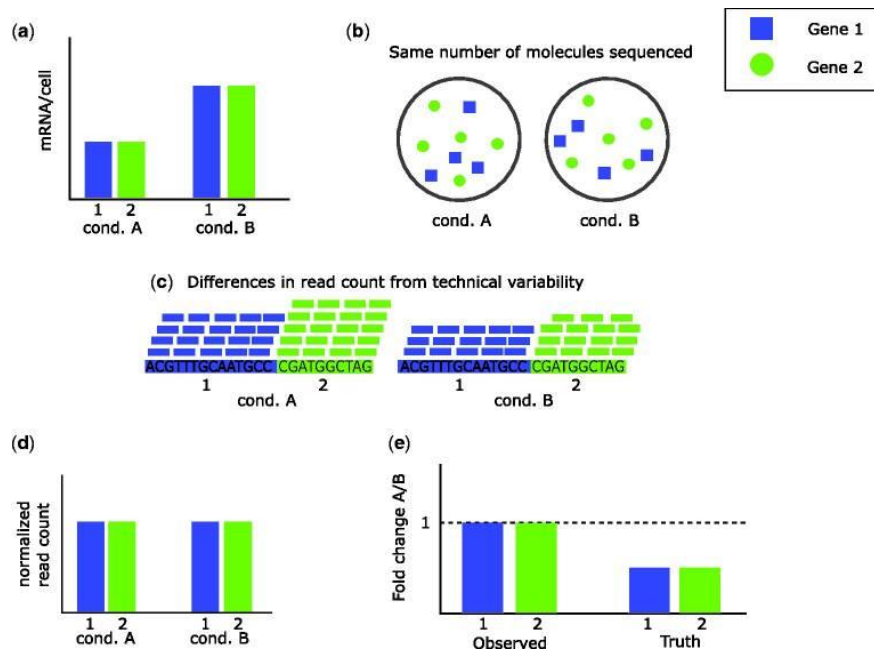 (a)
mRNA/cell
1 2 1 2
cond. A cond. B
(b)
Same number of molecules sequenced
cond. A cond. B
Gene 1
Gene 2
(c) Differences in read count from technical variability
ACGTTTGCAATGCC CGATGGCTAG ACGTTTGCAATGCC CGATGGCTAG
1 2 1 2
cond. A cond. B
(d)
normalized
read count
1 2 1 2
cond. A cond. B
(e)
Fold change A/B
1
1 2 1 2
Observed Truth